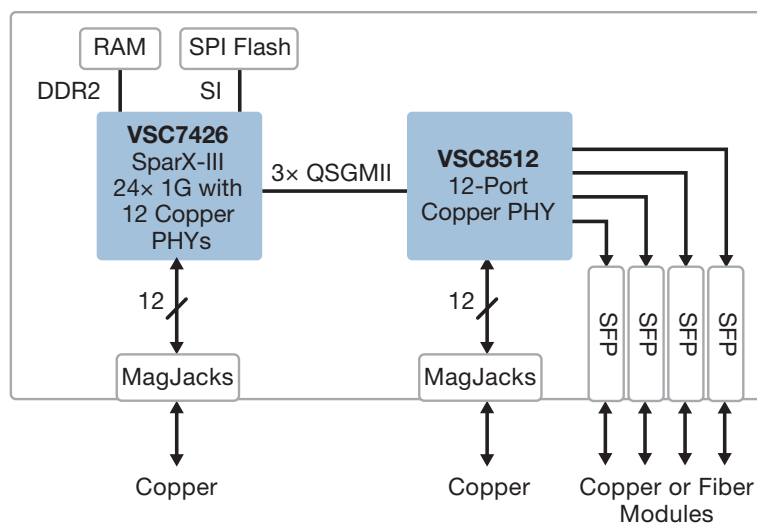 RAM
SPI Flash
DDR2
SI
VSC7426
SparX-III
24× 1G with
12 Copper
PHYs
3× QSGMII
VSC8512
12-Port
Copper PHY
12
12
SFP
SFP
SFP
SFP
MagJacks
MagJacks
Copper
Copper
Copper or Fiber
Modules